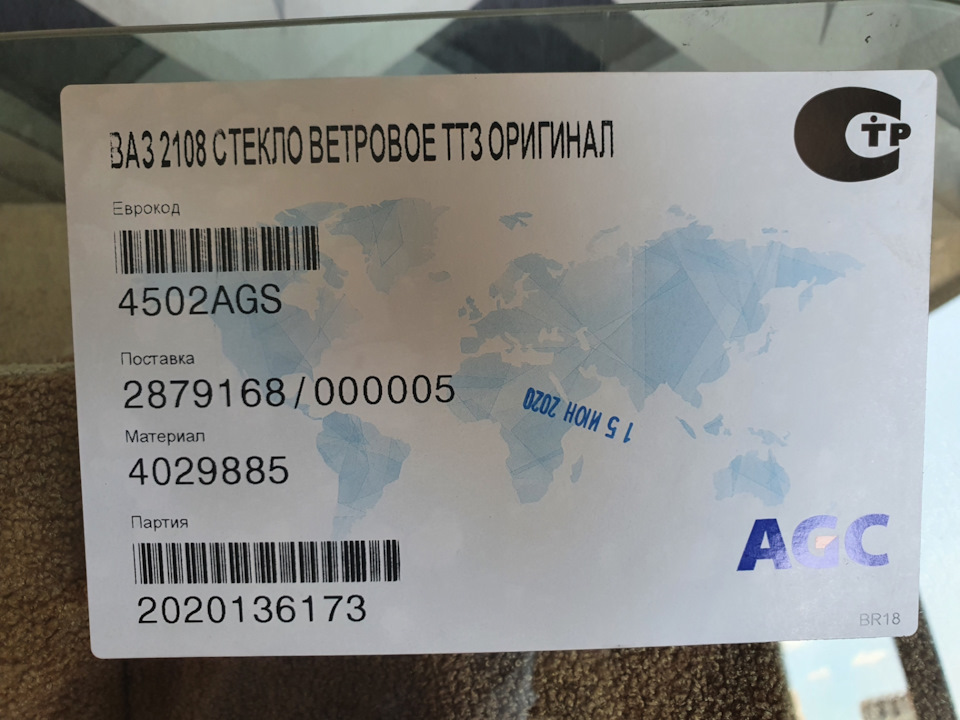 ВАЗ 2108 СТЕКЛО ВЕТРОВОЕ ТТЗ ОРИГИНАЛ
СТР
Еврокод
4502AGS
Поставка
2879168/000005
15 ИЮН 2020
Материал
4029885
Партия
2020136173
AGC
BR18